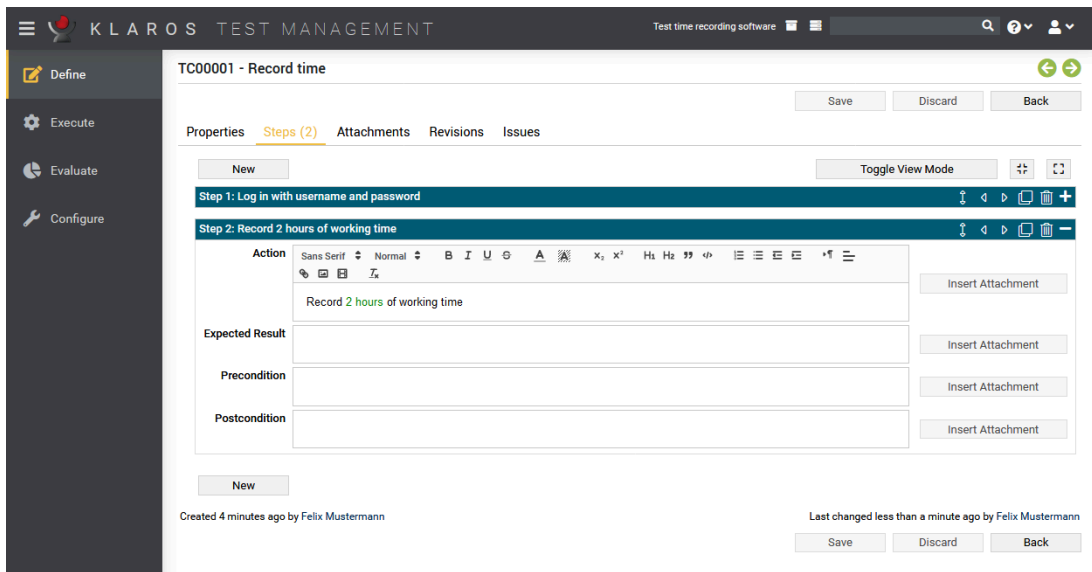 KLAROS TEST MANAGEMENT
Test time recording software
Define
Execute
Evaluate
Configure
TC00001 - Record time
Save Discard Back
Properties Steps (2) Attachments Revisions Issues
New Toggle View Mode
Step 1: Log in with username and password
Step 2: Record 2 hours of working time
Action
Sans Serif Normal B I U S A A X₂ X² H₁ H₂
Record 2 hours of working time
Insert Attachment
Expected Result
Insert Attachment
Precondition
Insert Attachment
Postcondition
Insert Attachment
New
Created 4 minutes ago by Felix Mustermann
Last changed less than a minute ago by Felix Mustermann
Save Discard Back